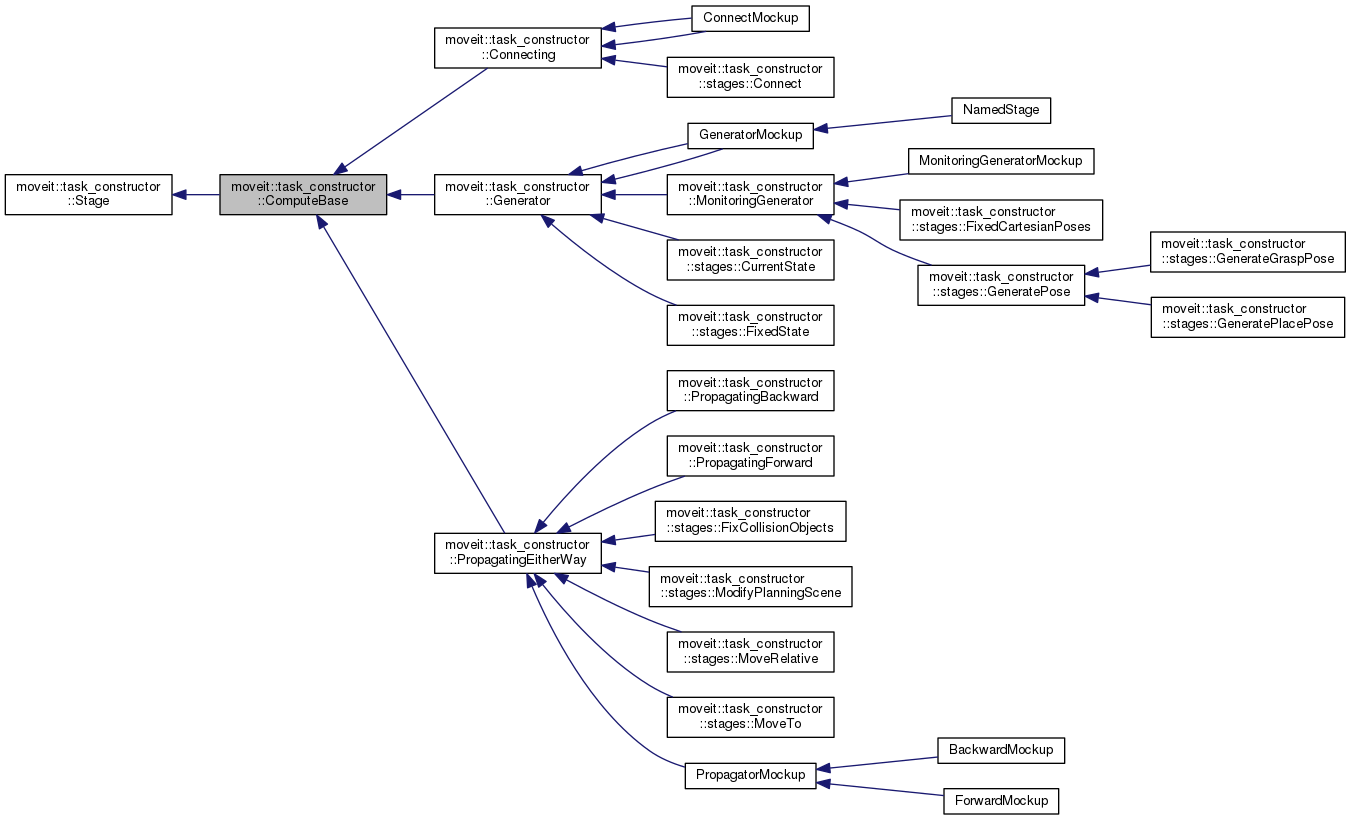 moveit::task_constructor
::Stage
moveit::task_constructor
::ComputeBase
moveit::task_constructor
::Connecting
moveit::task_constructor
::Generator
moveit::task_constructor
::PropagatingEitherWay
ConnectMockup
moveit::task_constructor
::stages::Connect
GeneratorMockup
moveit::task_constructor
::MonitoringGenerator
moveit::task_constructor
::stages::CurrentState
moveit::task_constructor
::stages::FixedState
moveit::task_constructor
::PropagatingBackward
moveit::task_constructor
::PropagatingForward
moveit::task_constructor
::stages::FixCollisionObjects
moveit::task_constructor
::stages::ModifyPlanningScene
moveit::task_constructor
::stages::MoveRelative
moveit::task_constructor
::stages::MoveTo
PropagatorMockup
NamedStage
MonitoringGeneratorMockup
moveit::task_constructor
::stages::FixedCartesianPoses
moveit::task_constructor
::stages::GeneratePose
BackwardMockup
ForwardMockup
moveit::task_constructor
::stages::GenerateGraspPose
moveit::task_constructor
::stages::GeneratePlacePose